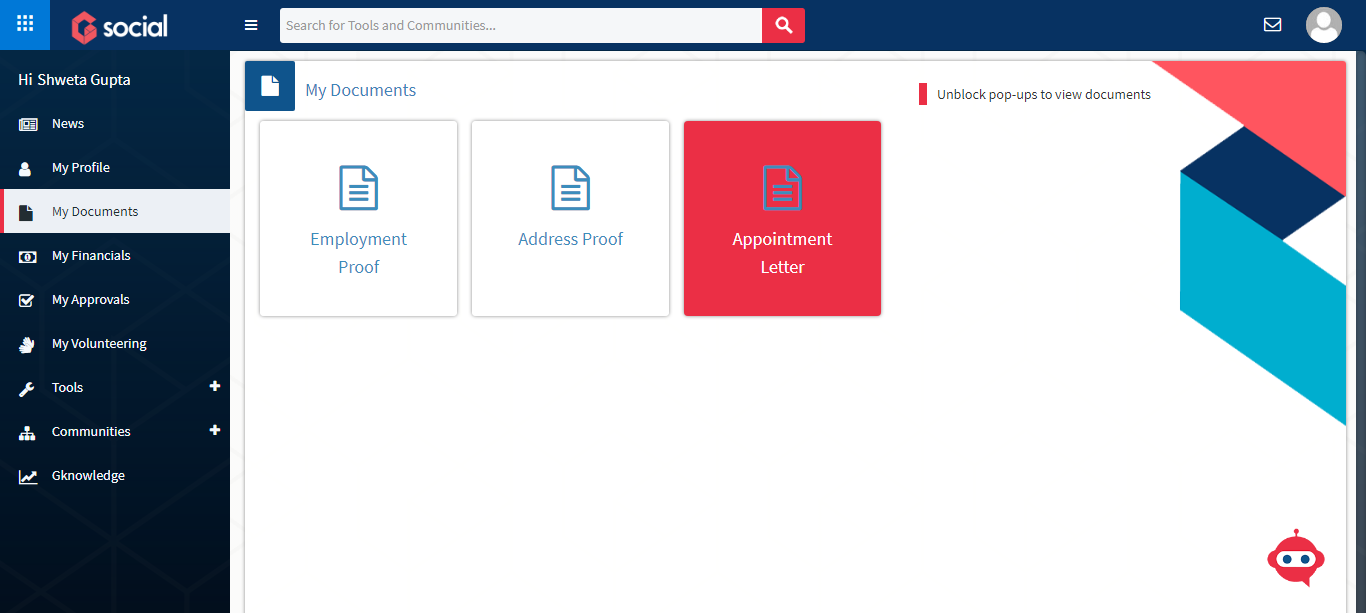 social
Search for Tools and Communities...
Hi Shweta Gupta
News
My Profile
My Documents
My Financials
My Approvals
My Volunteering
Tools
Communities
Gknowledge
My Documents
Unblock pop-ups to view documents
Employment
Proof
Address Proof
Appointment
Letter